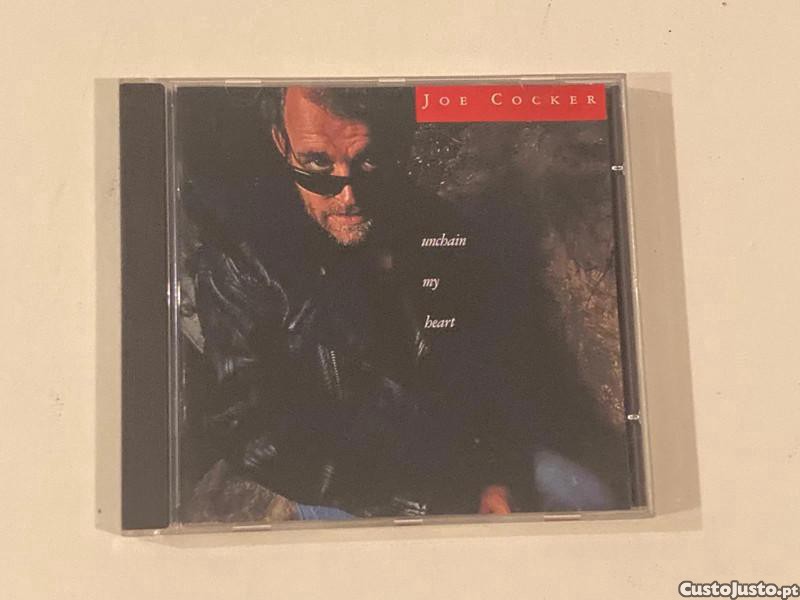 JOE COCKER
unchain
my
heart
CustoJusto.pt